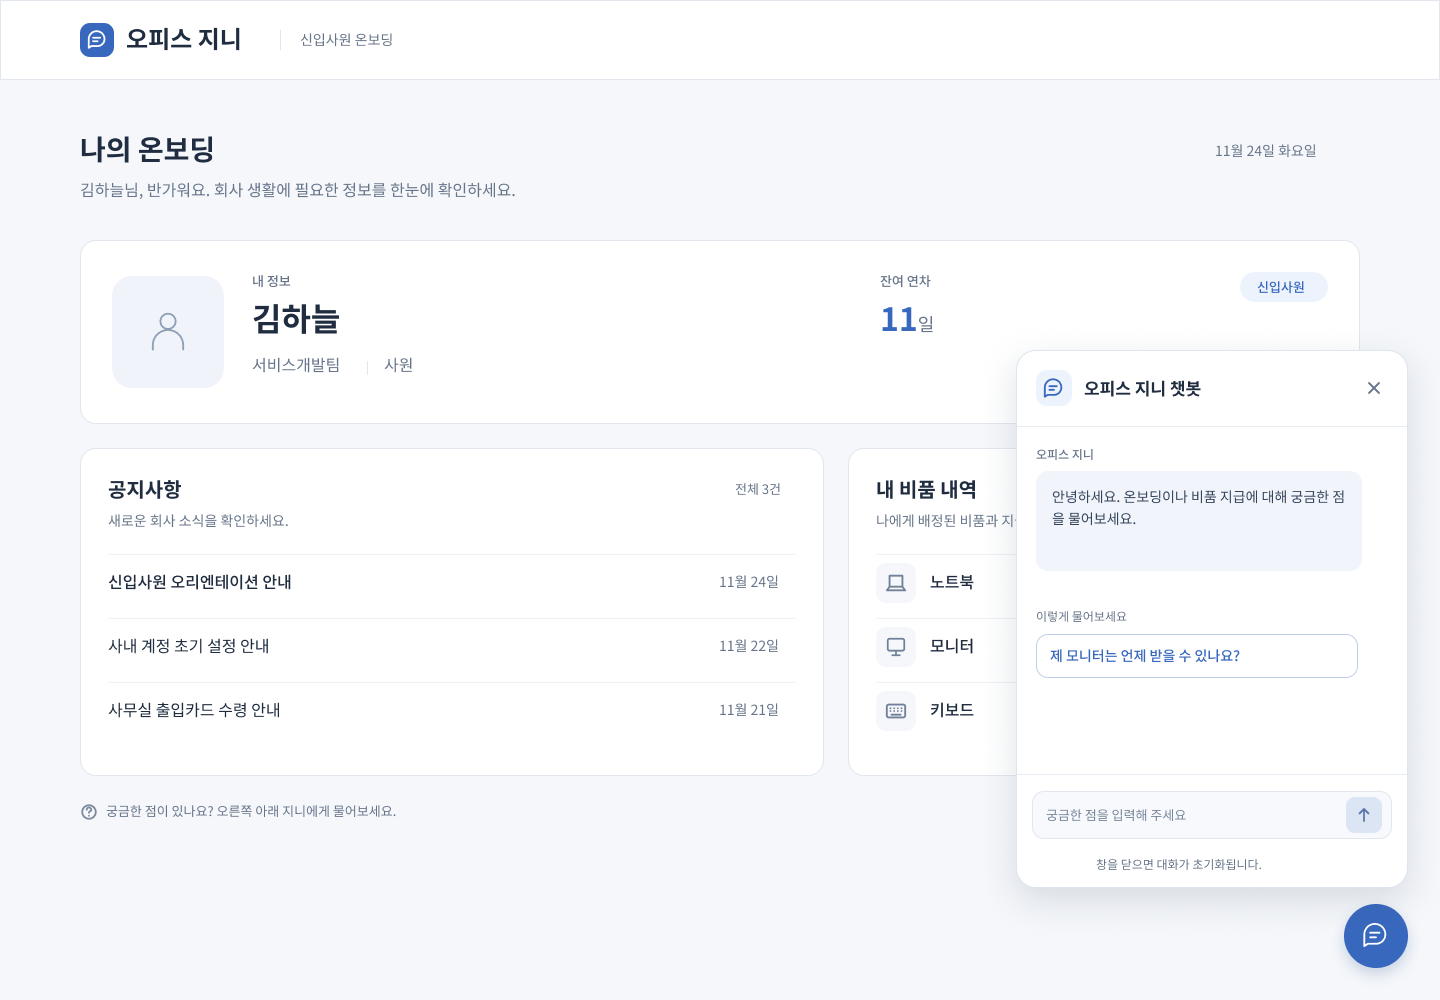 오피스 지니
신입사원 온보딩
나의 온보딩
11월 24일 화요일
김하늘님, 반가워요. 회사 생활에 필요한 정보를 한눈에 확인하세요.
내 정보
김하늘
서비스개발팀
사원
잔여 연차
11일
신입사원
공지사항
전체 3건
새로운 회사 소식을 확인하세요.
신입사원 오리엔테이션 안내
11월 24일
사내 계정 초기 설정 안내
11월 22일
사무실 출입카드 수령 안내
11월 21일
내 비품 내역
나에게 배정된 비품과
노트북
모니터
키보드
오피스 지니 챗봇
오피스 지니
안녕하세요. 온보딩이나 비품 지급에 대해 궁금한 점
을 물어보세요.
이렇게 물어보세요
제 모니터는 언제 받을 수 있나요?
궁금한 점을 입력해 주세요
창을 닫으면 대화가 초기화됩니다.
궁금한 점이 있나요? 오른쪽 아래 지니에게 물어보세요.